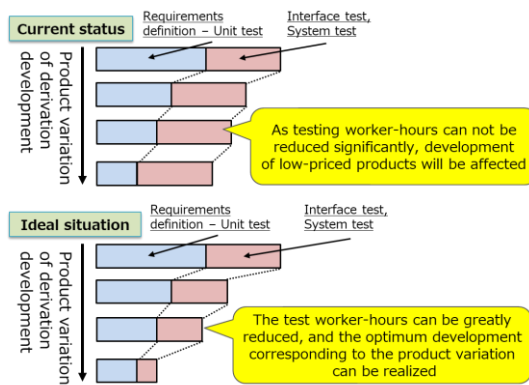 Current status
Requirements
definition – Unit test
Interface test,
System test
Product variation
of derivation
development
As testing worker-hours can not be
reduced significantly, development
of low-priced products will be affected
Ideal situation
Requirements
definition – Unit test
Interface test,
System test
Product variation
of derivation
development
The test worker-hours can be greatly
reduced, and the optimum development
corresponding to the product variation
can be realized